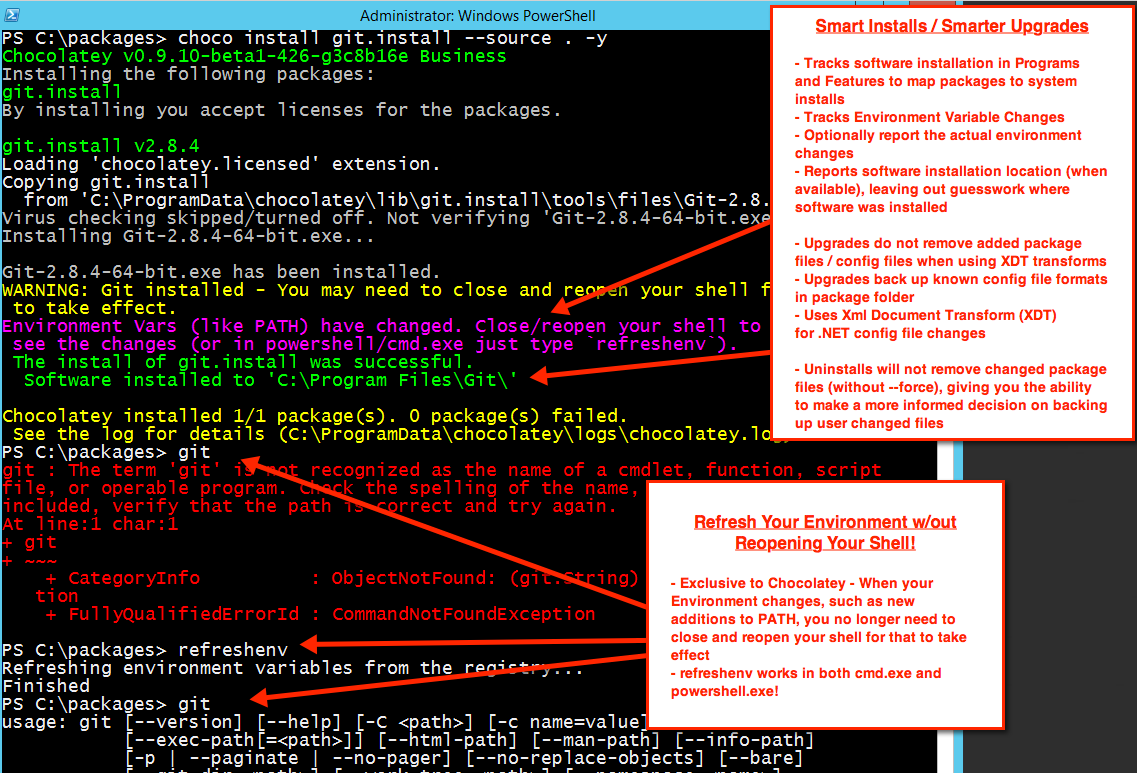 Administrator: Windows PowerShell
PS C:\packages> choco install git.install --source . -y
Chocolatey v0.9.10-beta1-426-g3c8b16e Business
Installing the following packages:
git.install
By installing you accept licenses for the packages.
git.install v2.8.4
Loading 'chocolatey.licensed' extension.
Copying git.install
from 'C:\ProgramData\chocolatey\lib\git.install\tools\files\Git-2.8.
Virus checking skipped/turned off. Not verifying 'Git-2.8.4-64-bit.exe
Installing Git-2.8.4-64-bit.exe...
Git-2.8.4-64-bit.exe has been installed.
WARNING: Git installed - You may need to close and reopen your shell f
to take effect.
Environment Vars (like PATH) have changed. Close/reopen your shell to
see the changes (or in powershell/cmd.exe just type `refreshenv`).
The install of git.install was successful.
Software installed to 'C:\Program Files\Git\'
Chocolatey installed 1/1 package(s). 0 package(s) failed.
See the log for details (C:\ProgramData\chocolatey\logs\chocolatey.log)
PS C:\packages> git
git : The term 'git' is not recognized as the name of a cmdlet, function, script
file, or operable program. Check the spelling of the name,
included, verify that the path is correct and try again.
At line:1 char:1
+ git
+ ~~~
+ CategoryInfo : ObjectNotFound: (git:String)
tion
+ FullyQualifiedErrorId : CommandNotFoundException
PS C:\packages> refreshenv
Refreshing environment variables from the registry...
Finished
PS C:\packages> git
usage: git [--version] [--help] [-C <path>] [-c name=value]
[--exec-path[=<path>]] [--html-path] [--man-path] [--info-path]
[-p | --paginate | --no-pager] [--no-replace-objects] [--bare]
Smart Installs / Smarter Upgrades
- Tracks software installation in Programs
and Features to map packages to system
installs
- Tracks Environment Variable Changes
- Optionally report the actual environment
changes
- Reports software installation location (when
available), leaving out guesswork where
software was installed
- Upgrades do not remove added package
files / config files when using XDT transforms
- Upgrades back up known config file formats
in package folder
- Uses Xml Document Transform (XDT)
for .NET config file changes
- Uninstalls will not remove changed package
files (without --force), giving you the ability
to make a more informed decision on backing
up user changed files
Refresh Your Environment w/out
Reopening Your Shell!
- Exclusive to Chocolatey - When your
Environment changes, such as new
additions to PATH, you no longer need to
close and reopen your shell for that to take
effect
- refreshenv works in both cmd.exe and
powershell.exe!